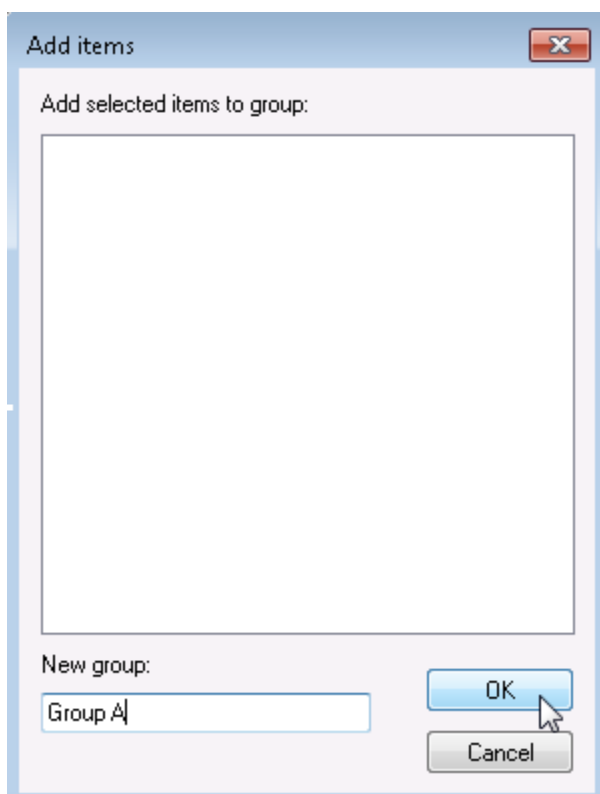 Add items
Add selected items to group:
New group:
Group A
OK
Cancel